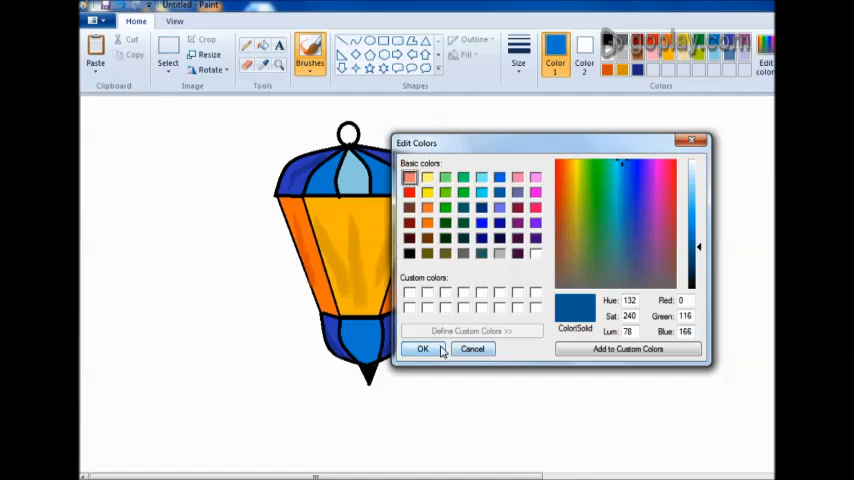 Untitled - Paint
Home View
Paste Cut Copy
Select Crop Resize Rotate
A
Brushes
Outline Fill
Size
Color 1 Color 2
Edit colors
Clipboard Image Tools Shapes Colors
goplay.com
Edit Colors
Basic colors:
Custom colors:
Define Custom Colors >>
OK Cancel
Color|Solid
Hue: 132 Red: 0
Sat: 240 Green: 116
Lum: 78 Blue: 166
Add to Custom Colors